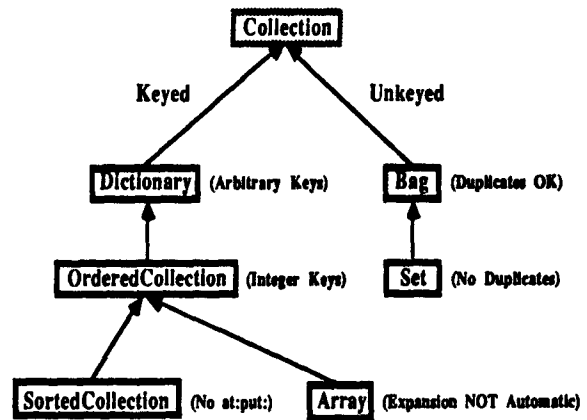 Collection
Keyed Unkeyed
Dictionary (Arbitrary Keys) Bag (Duplicates OK)
OrderedCollection (Integer Keys) Set (No Duplicates)
SortedCollection (No at:put:) Array (Expansion NOT Automatic)